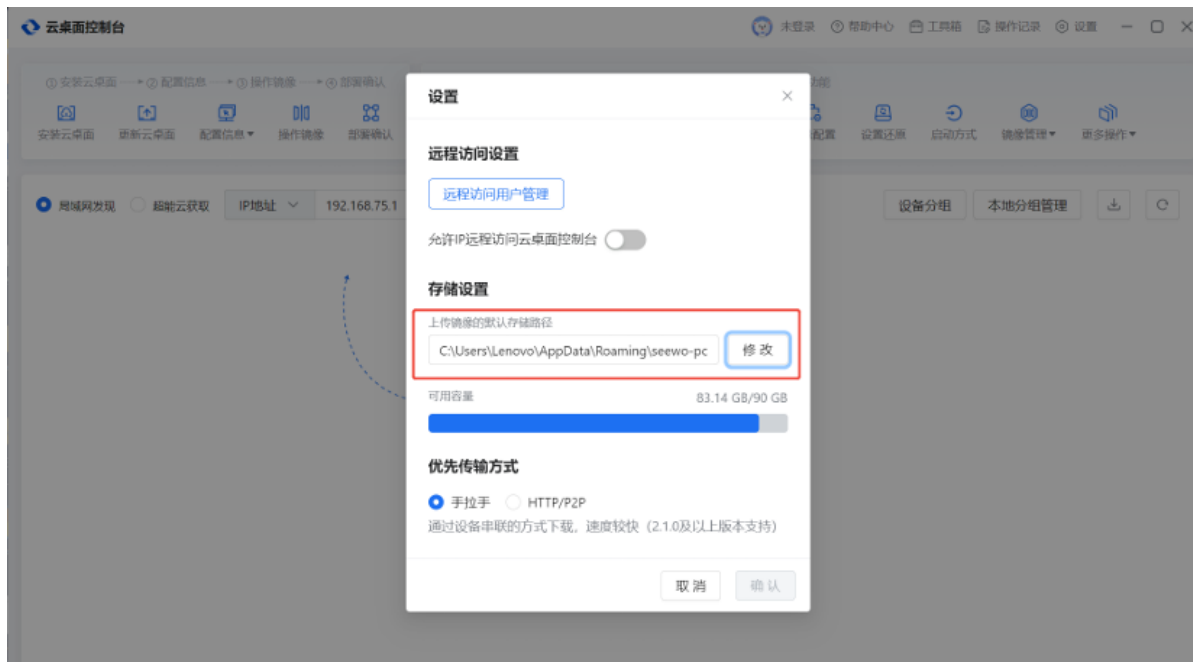 云桌面控制台 未登录 帮助中心 工具箱 操作记录 设置
①安装云桌面 ②配置信息 ③操作镜像 ④部署确认 功能
安装云桌面 更新云桌面 配置信息 操作镜像 部署确认 配置 设置还原 启动方式 镜像管理 更多操作
局域网发现 超能云获取 IP地址 192.168.75.1 设备分组 本地分组管理
设置
远程访问设置
远程访问用户管理
允许IP远程访问云桌面控制台
存储设置
上传镜像的默认存储路径
C:\Users\Lenovo\AppData\Roaming\seewo-pc 修改
可用容量 83.14 GB/90 GB
优先传输方式
手拉手 HTTP/P2P
通过设备串联的方式下载，速度较快（2.1.0及以上版本支持）
取消 确认